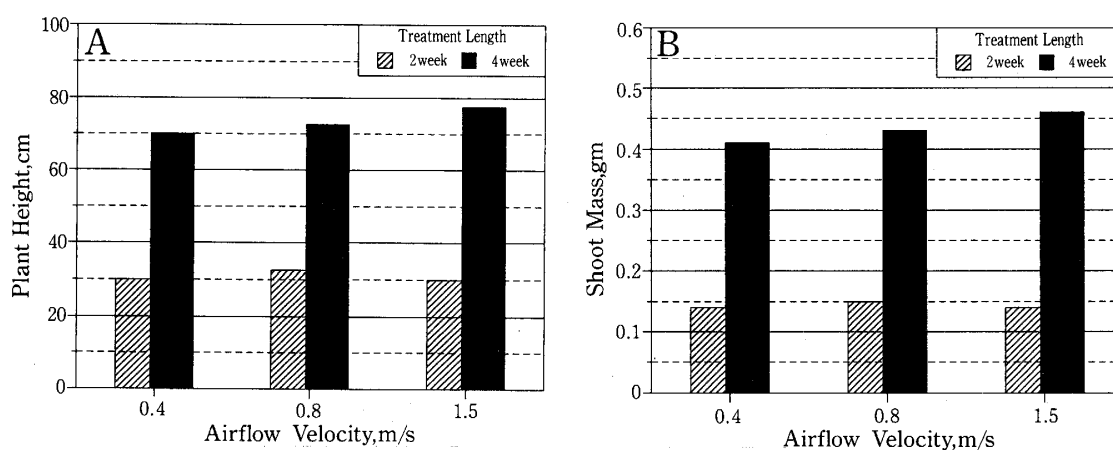 A
Treatment Length
2week 4week
100
80
60
40
20
0
Plant Height,cm
0.4 0.8 1.5
Airflow Velocity,m/s
B
Treatment Length
2week 4week
0.6
0.5
0.4
0.3
0.2
0.1
0
Shoot Mass,gm
0.4 0.8 1.5
Airflow Velocity,m/s